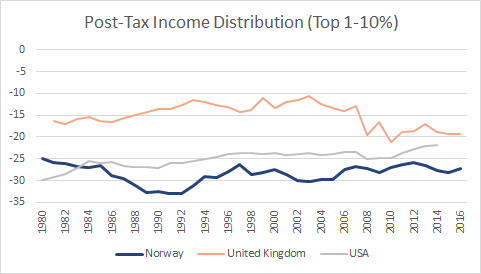 Post-Tax Income Distribution (Top 1-10%)
0
-5
-10
-15
-20
-25
-30
-35
1980 1982 1984 1986 1988 1990 1992 1994 1996 1998 2000 2002 2004 2006 2008 2010 2012 2014 2016
Norway United Kingdom USA